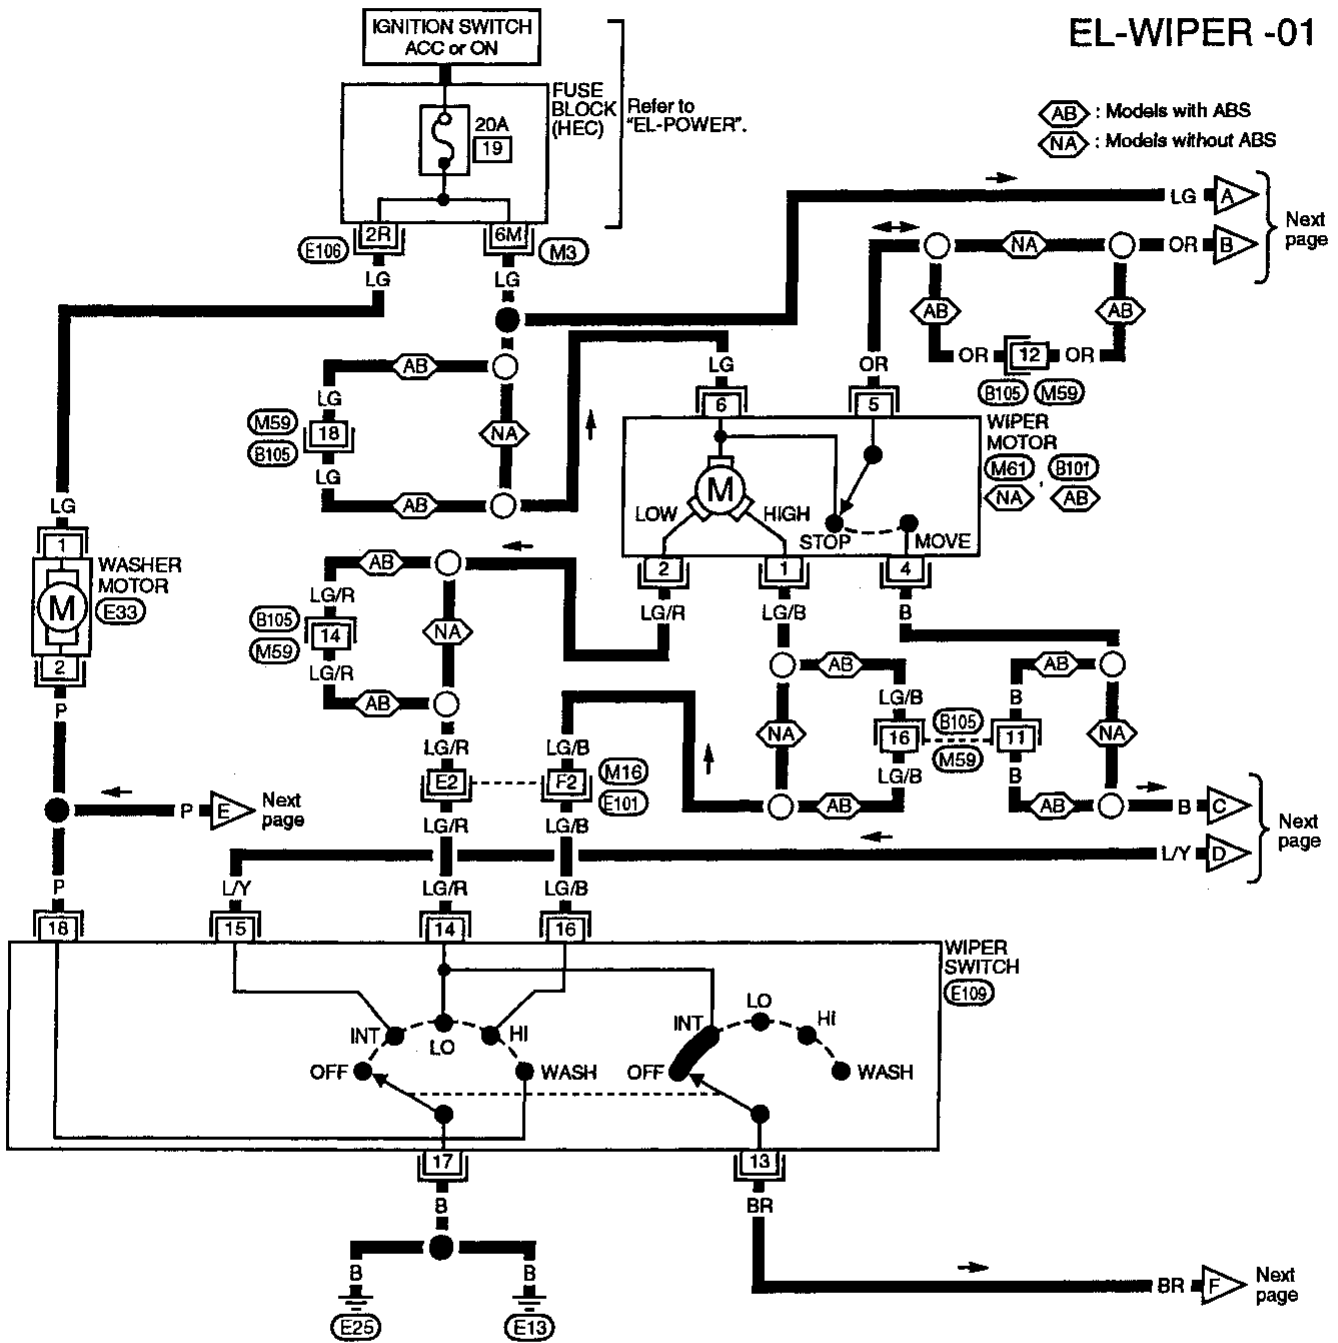 EL-WIPER -01
IGNITION SWITCH
ACC or ON
FUSE
BLOCK
(HEC)
Refer to
"EL-POWER".
20A
19
AB : Models with ABS
NA : Models without ABS
2R
6M
E106
M3
LG
LG
LG
A
OR
B
Next
page
NA
AB
AB
OR
12
OR
B105
M59
AB
LG
M59
18
B105
LG
NA
AB
LG
OR
6
5
WIPER
MOTOR
M61 , B101
NA
AB
M
LOW
HIGH
STOP
MOVE
2
1
4
LG/R
LG/B
B
LG
1
WASHER
MOTOR
E33
M
2
P
AB
LG/R
B105
14
M59
LG/R
NA
AB
AB
LG/B
NA
16
LG/B
AB
B105
M59
AB
B
11
B
NA
AB
LG/R
LG/B
E2
F2
M16
E101
LG/R
LG/B
P
E
Next
page
B
C
L/Y
D
Next
page
P
L/Y
LG/R
LG/B
18
15
14
16
WIPER
SWITCH
E109
OFF
INT
LO
HI
WASH
OFF
INT
LO
HI
WASH
17
13
B
BR
B
B
E25
E13
BR
F
Next
page